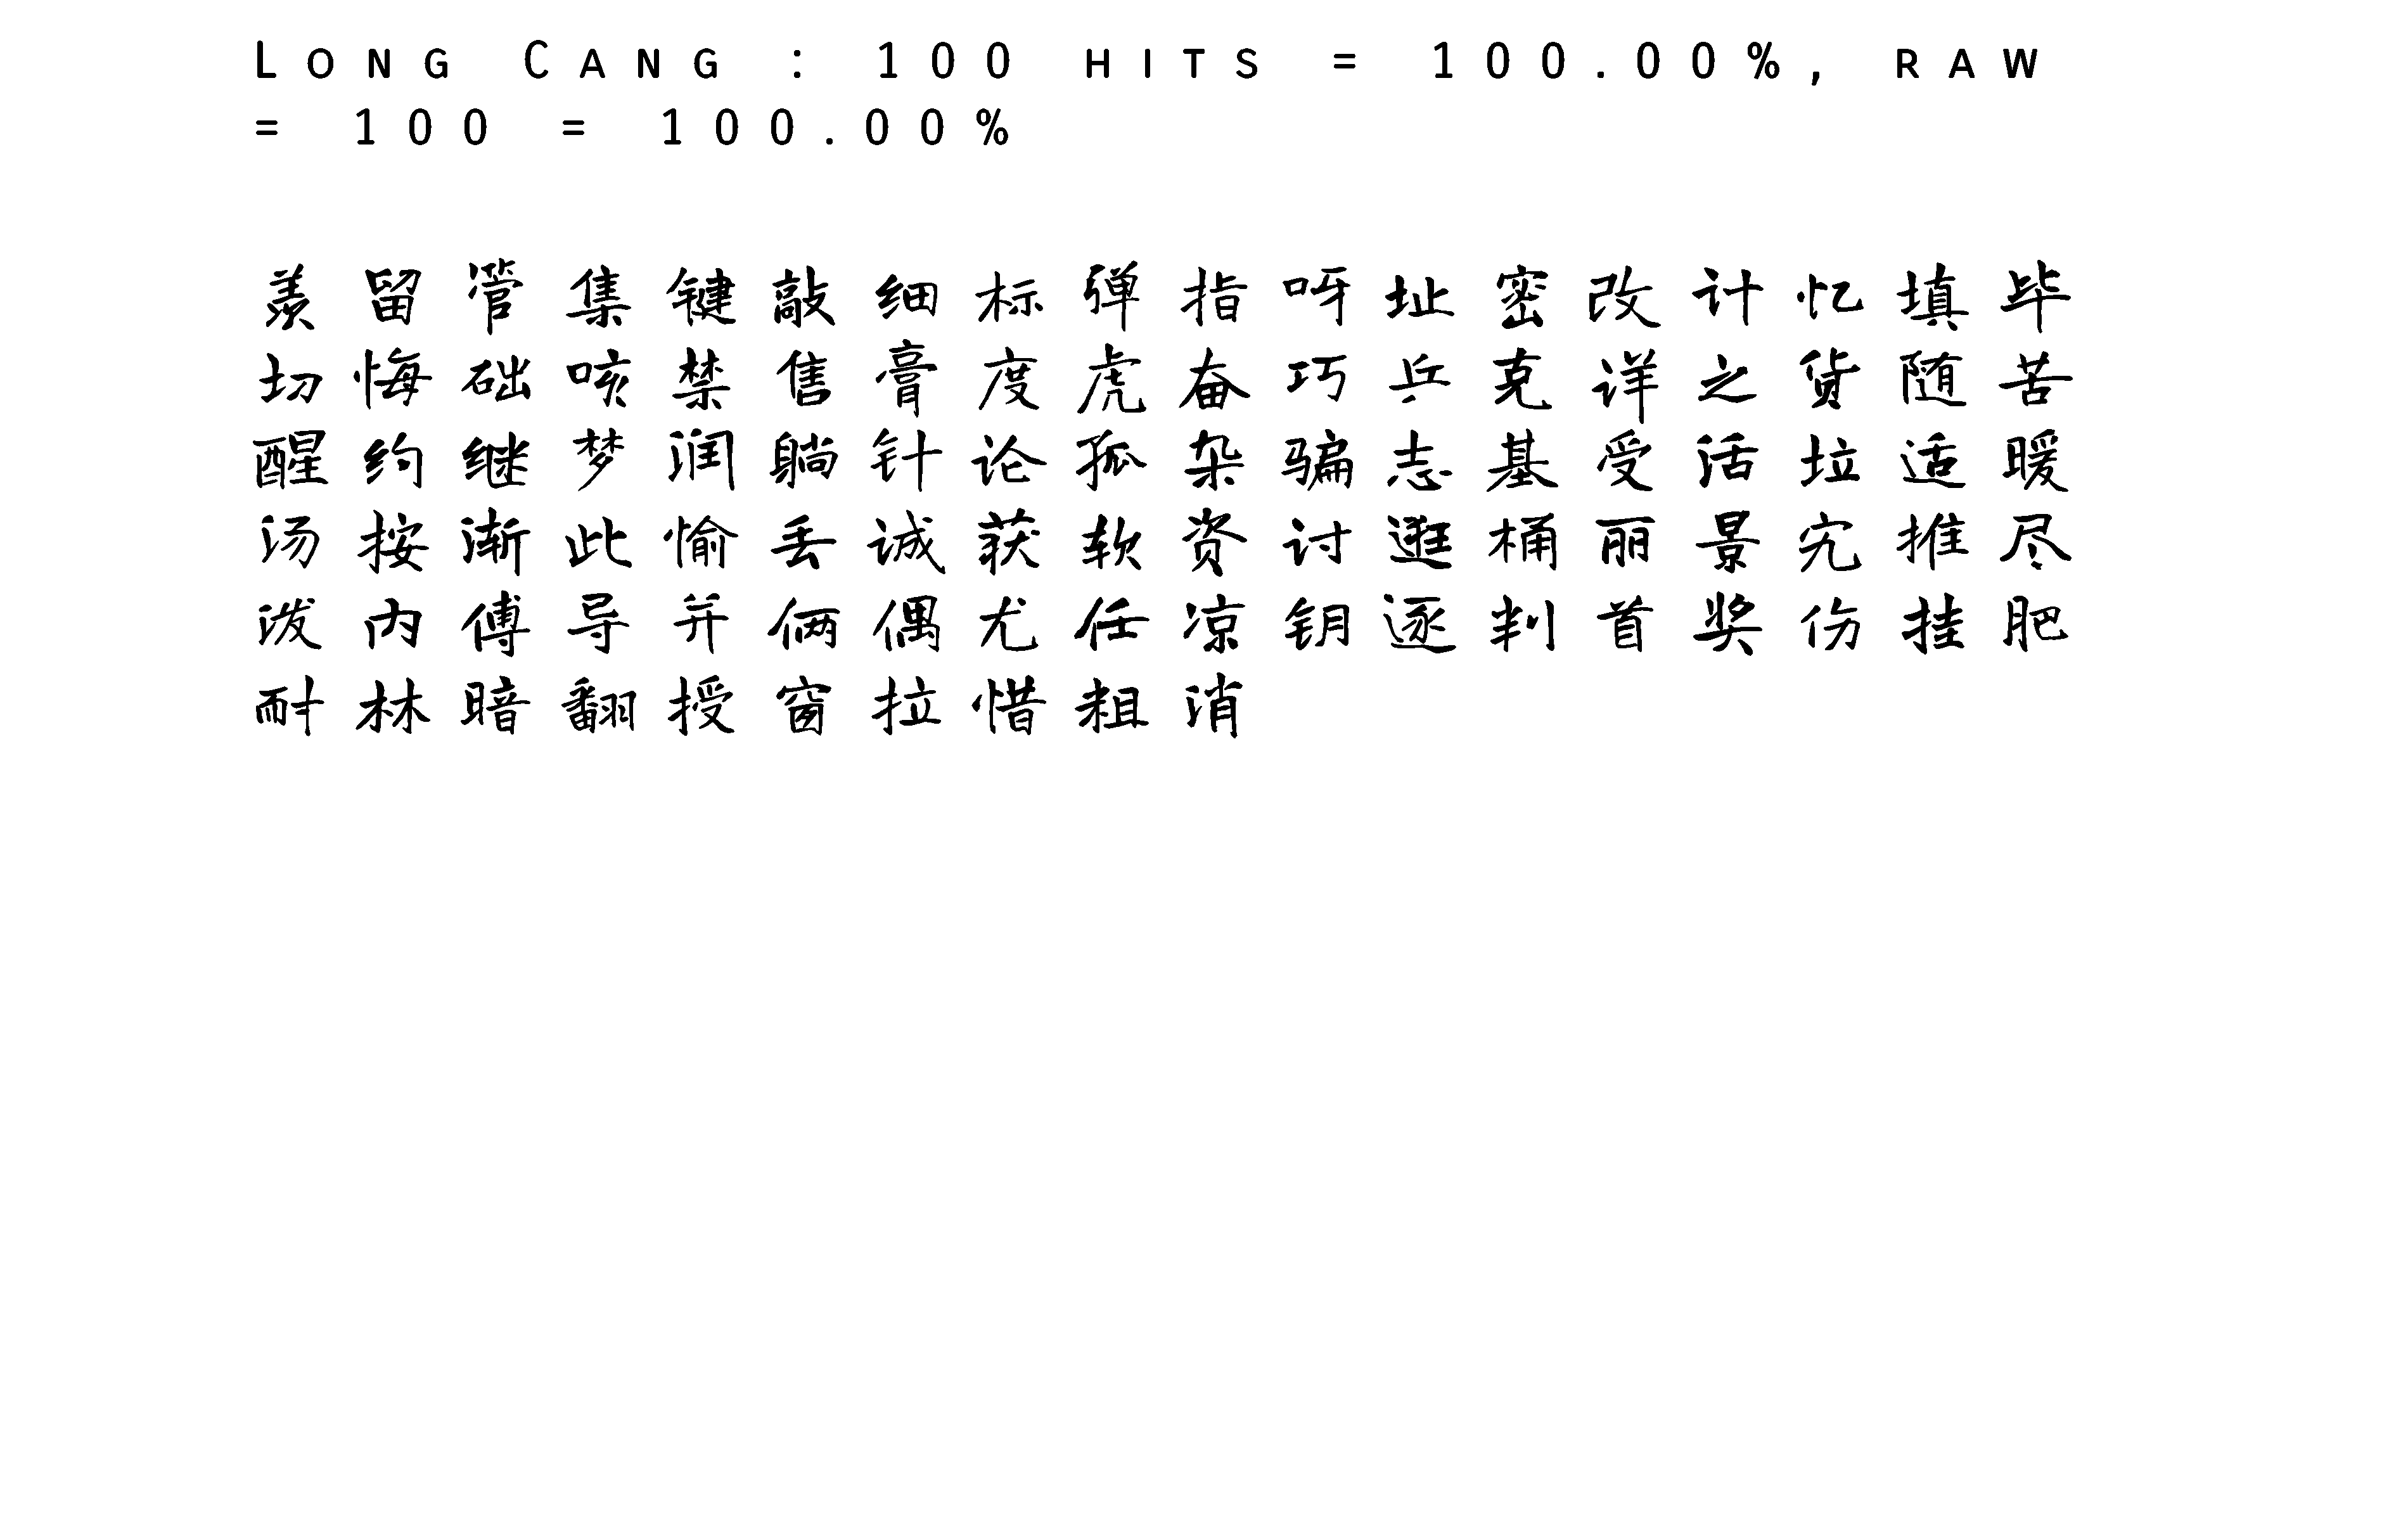 Long Cang : 100 hits = 100.00%, raw
= 100 = 100.00%
羡留管集键敲细标弹指呀址密改计忆填毕
切悔础咳禁售膏度虎奋巧乒克详之货随苦
醒约继梦润躺针论孤杂骗志基受活垃适暖
汤按渐此愉丢诚获软资讨逛桶丽景究推尽
泼内傅导并俩偶尤任凉钥逐判首奖伤挂肥
耐林暗翻授窗拉惜粗消